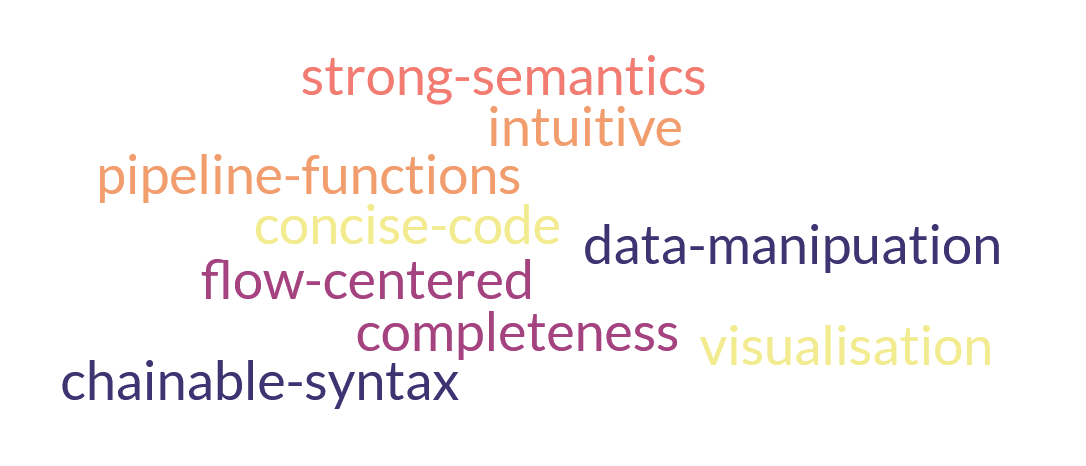 strong-semantics
intuitive
pipeline-functions
concise-code
data-manipuation
flow-centered
completeness
visualisation
chainable-syntax